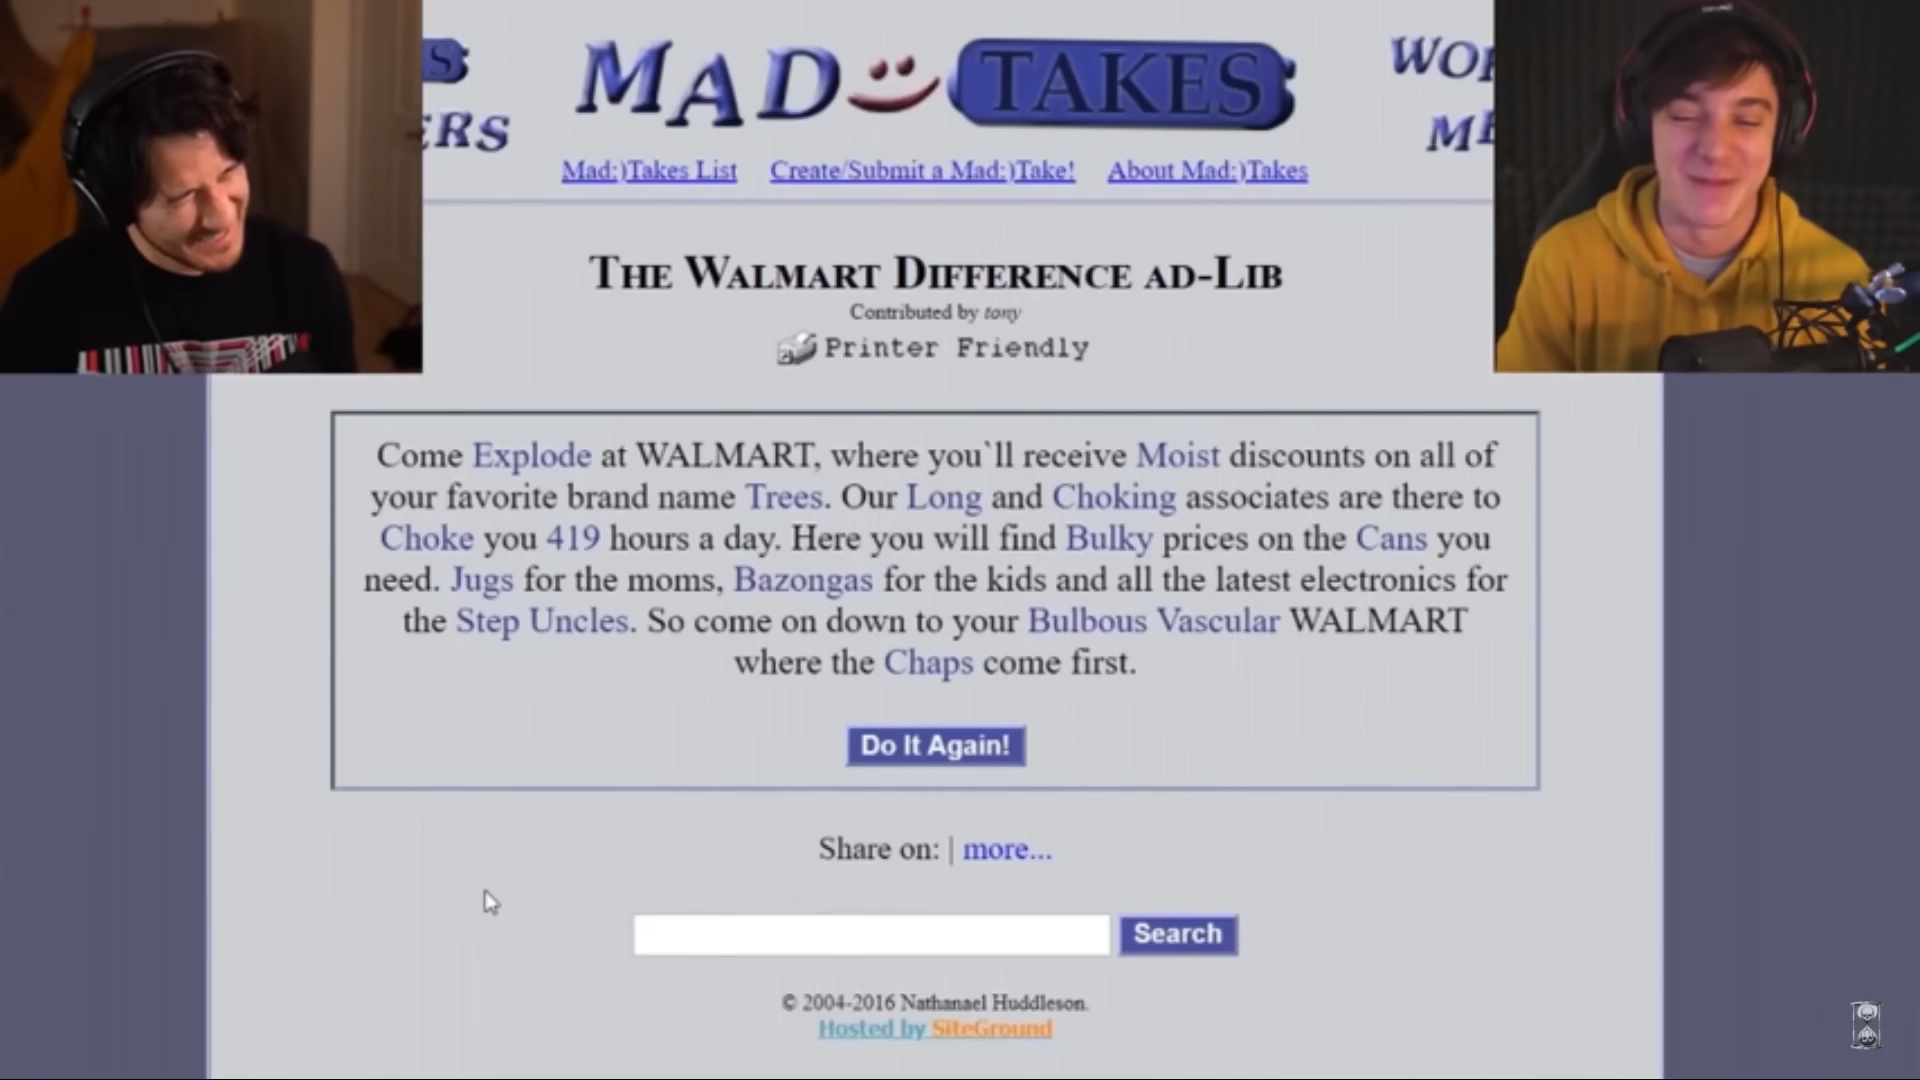 S
ERS
MAD:)TAKES
WO
ME
Mad:)Takes List Create/Submit a Mad:)Take! About Mad:)Takes
THE WALMART DIFFERENCE AD-LIB
Contributed by tony
Printer Friendly
Come Explode at WALMART, where you`ll receive Moist discounts on all of
your favorite brand name Trees. Our Long and Choking associates are there to
Choke you 419 hours a day. Here you will find Bulky prices on the Cans you
need. Jugs for the moms, Bazongas for the kids and all the latest electronics for
the Step Uncles. So come on down to your Bulbous Vascular WALMART
where the Chaps come first.
Do It Again!
Share on: | more...
Search
© 2004-2016 Nathanael Huddleson.
Hosted by SiteGround